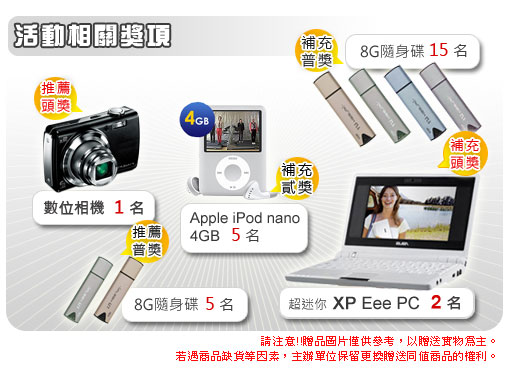 活動相關獎項
補充
普獎
8G隨身碟 15 名
推薦
頭獎
4GB
數位相機 1 名
補充
貳獎
Apple iPod nano
4GB 5 名
補充
頭獎
推薦
普獎
8G隨身碟 5 名
超迷你 XP Eee PC 2 名
請注意!!贈品圖片僅供參考，以贈送實物為主。
若遇商品缺貨等因素，主辦單位保留更換贈送同值商品的權利。